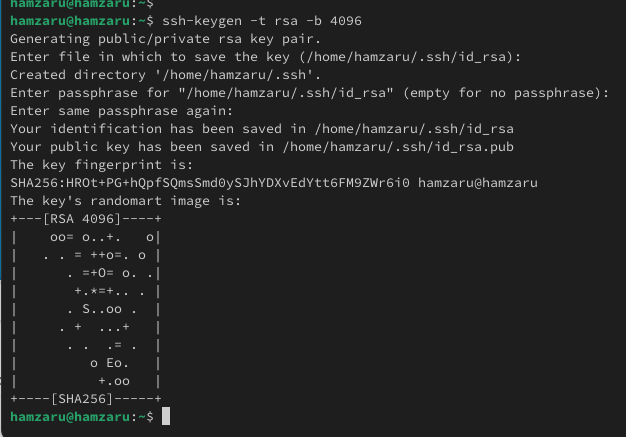 hamzaru@hamzaru:~$
hamzaru@hamzaru:~$ ssh-keygen -t rsa -b 4096
Generating public/private rsa key pair.
Enter file in which to save the key (/home/hamzaru/.ssh/id_rsa):
Created directory '/home/hamzaru/.ssh'.
Enter passphrase for "/home/hamzaru/.ssh/id_rsa" (empty for no passphrase):
Enter same passphrase again:
Your identification has been saved in /home/hamzaru/.ssh/id_rsa
Your public key has been saved in /home/hamzaru/.ssh/id_rsa.pub
The key fingerprint is:
SHA256:HROt+PG+hQpfSQmsSmd0ySJhYDXvEdYtt6FM9ZWr6i0 hamzaru@hamzaru
The key's randomart image is:
+---[RSA 4096]----+
|    oo= o..+.   o|
|   . . = ++o=. o |
|      . =+O= o. .|
|       +.*=+.. . |
|      . S..oo .  |
|     . +  ...+   |
|      . .  .= .  |
|         o Eo.   |
|          +.oo   |
+----[SHA256]-----+
hamzaru@hamzaru:~$